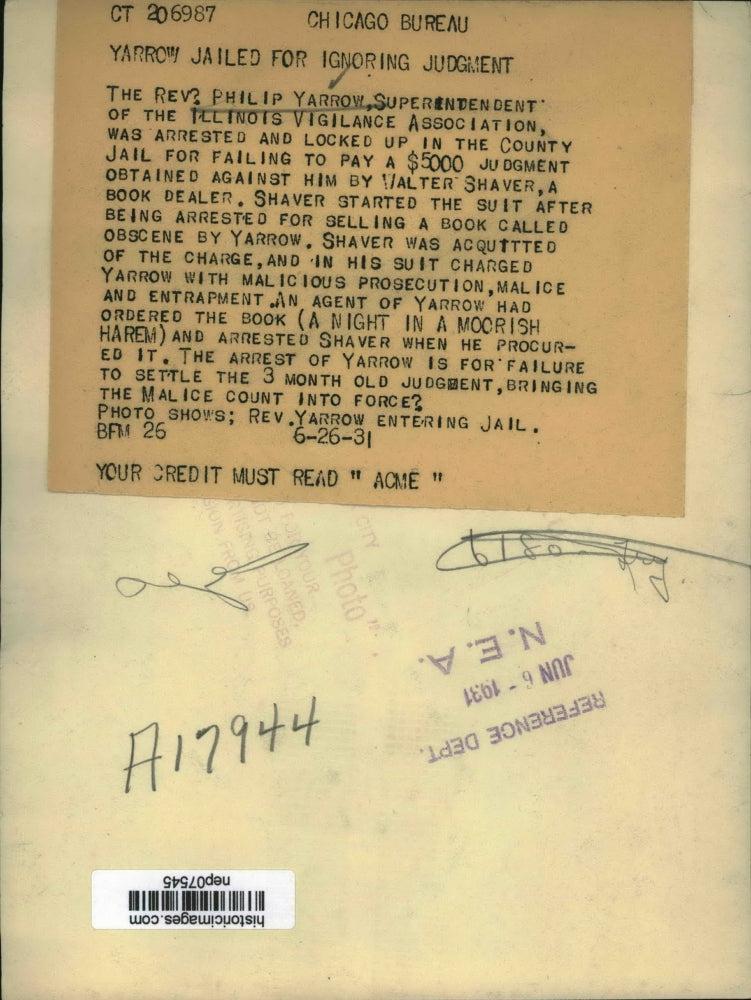 CT 206987 CHICAGO BUREAU
YARROW JAILED FOR IGNORING JUDGMENT
THE REV? PHILIP YARROW,SUPERINTENDENT
OF THE ILLINOIS VIGILANCE ASSOCIATION,
WAS ARRESTED AND LOCKED UP IN THE COUNTY
JAIL FOR FAILING TO PAY A $5000 JUDGMENT
OBTAINED AGAINST HIM BY WALTER SHAVER,A
BOOK DEALER. SHAVER STARTED THE SUIT AFTER
BEING ARRESTED FOR SELLING A BOOK CALLED
OBSCENE BY YARROW. SHAVER WAS ACQUTTTED
OF THE CHARGE,AND IN HIS SUIT CHARGED
YARROW WITH MALICIOUS PROSECUTION,MALICE
AND ENTRAPMENT.AN AGENT OF YARROW HAD
ORDERED THE BOOK (A NIGHT IN A MOORISH
HAREM) AND ARRESTED SHAVER WHEN HE PROCUR-
ED IT. THE ARREST OF YARROW IS FOR FAILURE
TO SETTLE THE 3 MONTH OLD JUDGMENT,BRINGING
THE MALICE COUNT INTO FORCE?
PHOTO SHOWS; REV.YARROW ENTERING JAIL.
BFM 26 6-26-31
YOUR CREDIT MUST READ " ACME "
CITY
Photo"
N.E.A.
JUN 6 - 1931
REFERENCE DEPT.
A17944
nep07545
historicimages.com